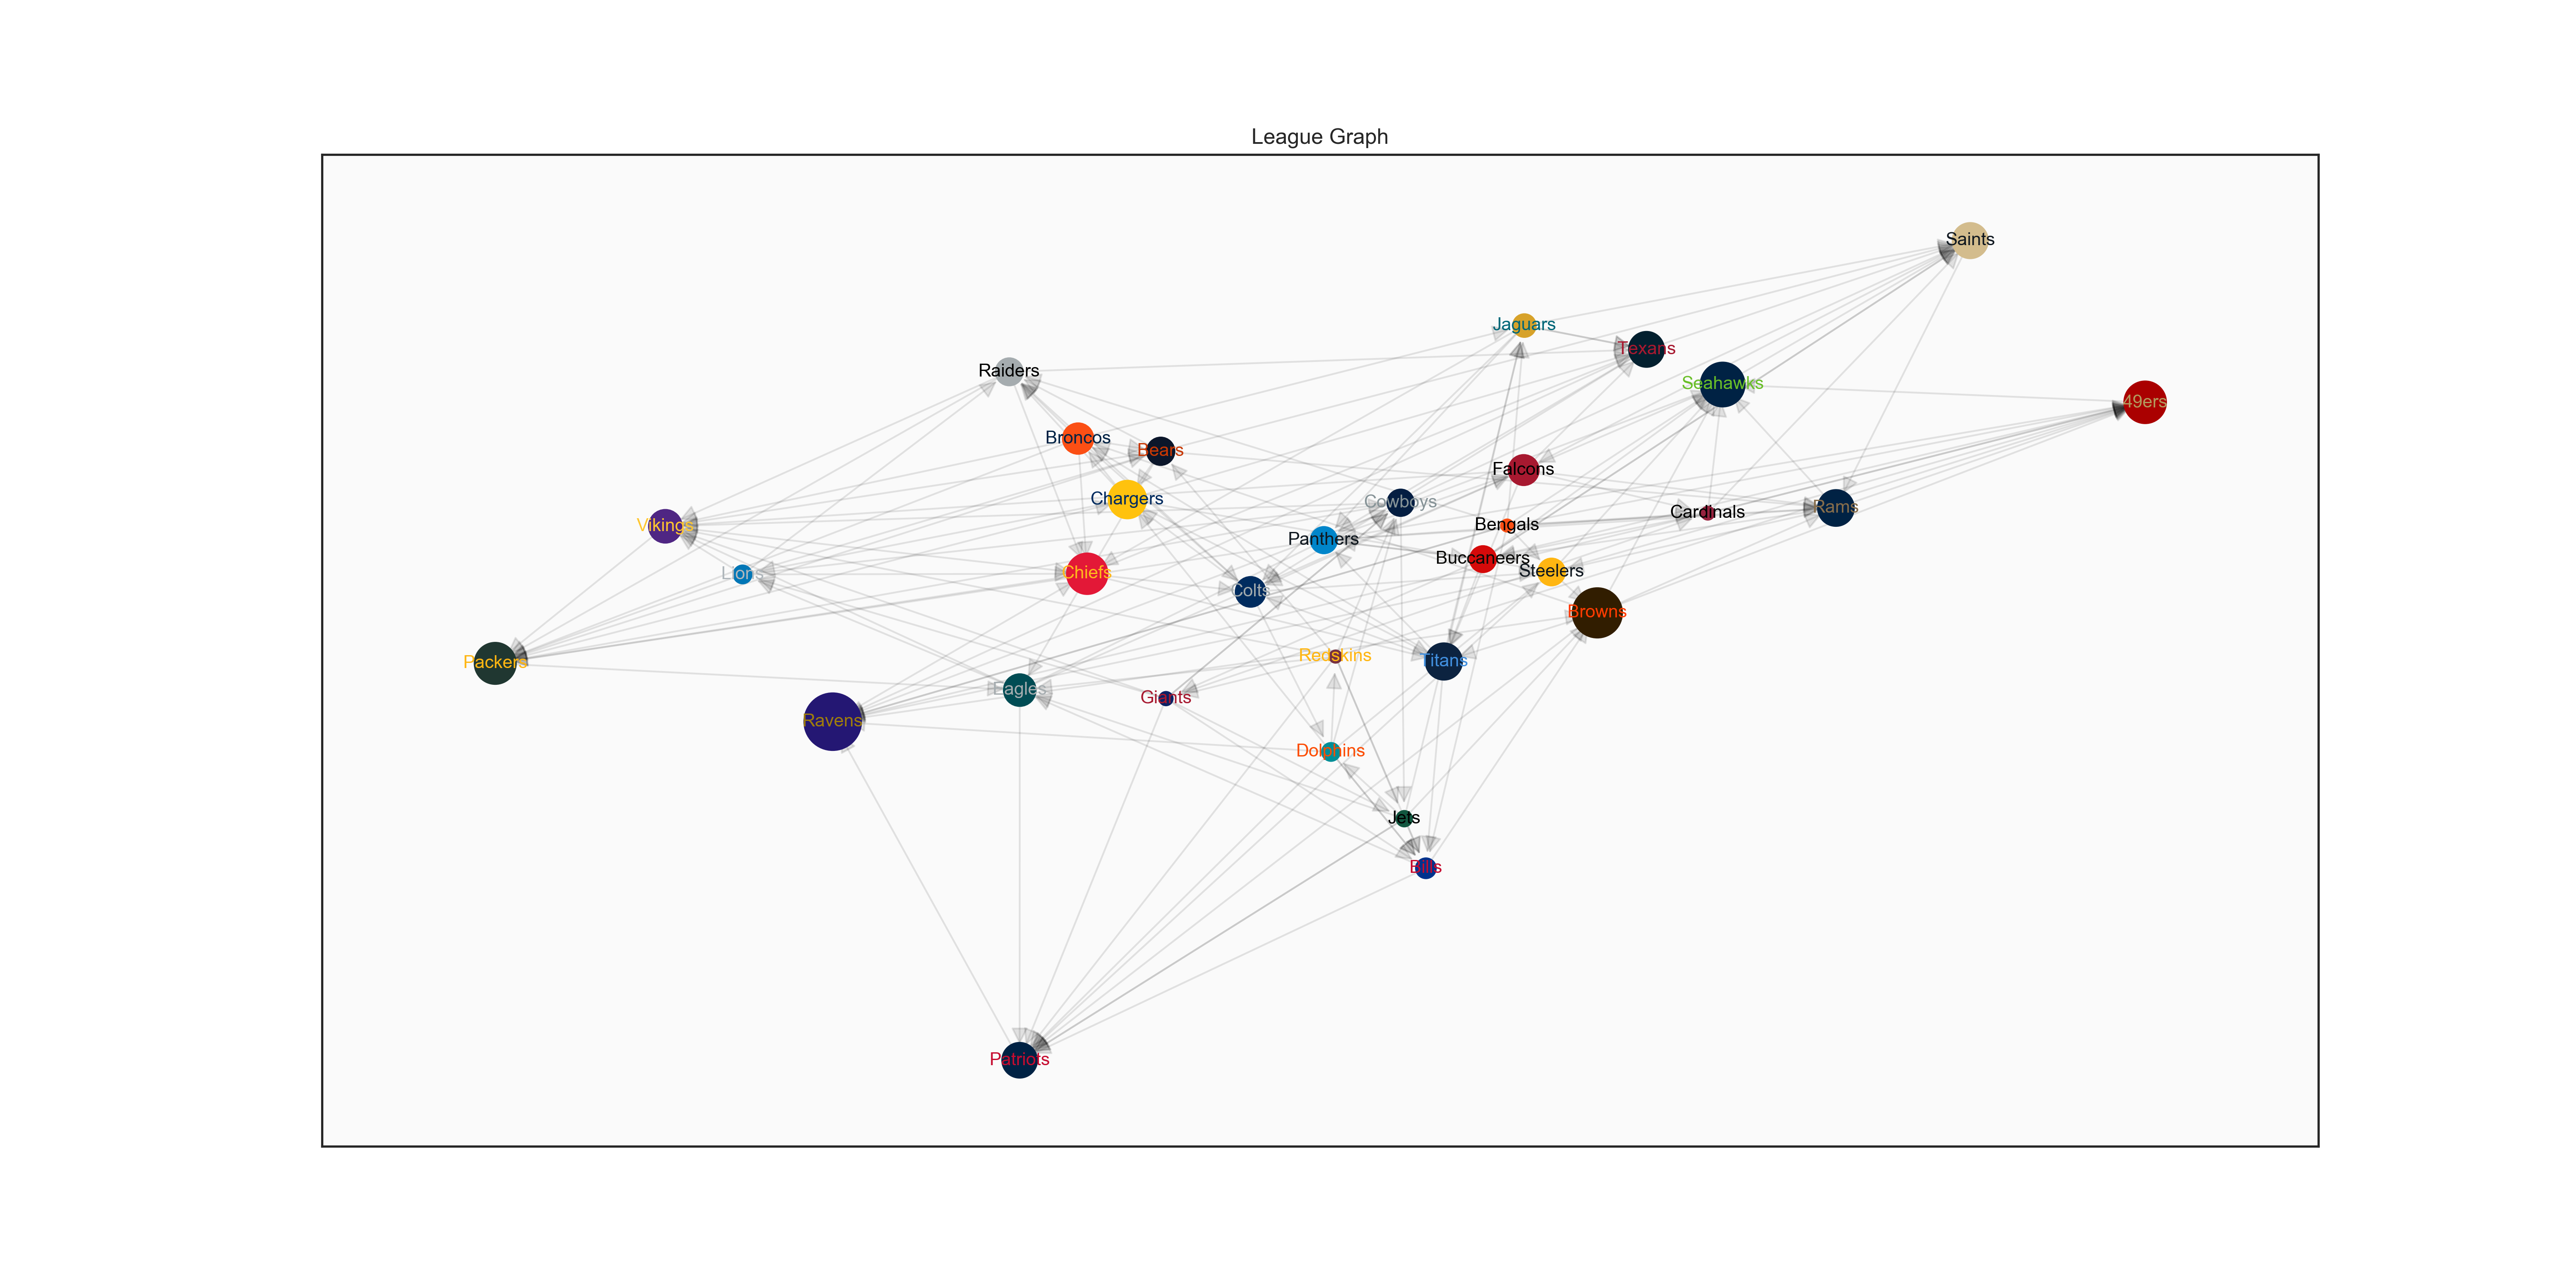 League Graph
Saints
Jaguars
Texans
Raiders
Seahawks
49ers
Broncos
Bears
Falcons
Chargers
Cowboys
Rams
Cardinals
Vikings
Bengals
Panthers
Buccaneers
Lions
Chiefs
Steelers
Colts
Browns
Redskins
Titans
Packers
Eagles
Giants
Ravens
Dolphins
Jets
Bills
Patriots